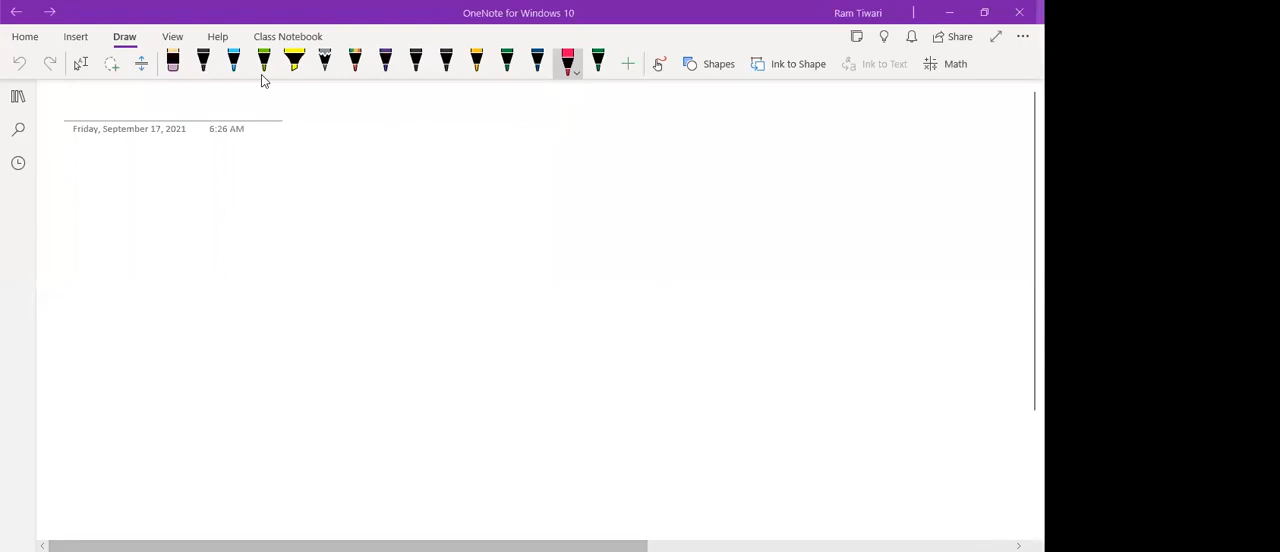 OneNote for Windows 10
Ram Tiwari
Home Insert Draw View Help Class Notebook
Share
Shapes Ink to Shape Ink to Text Math
Friday, September 17, 2021 6:26 AM